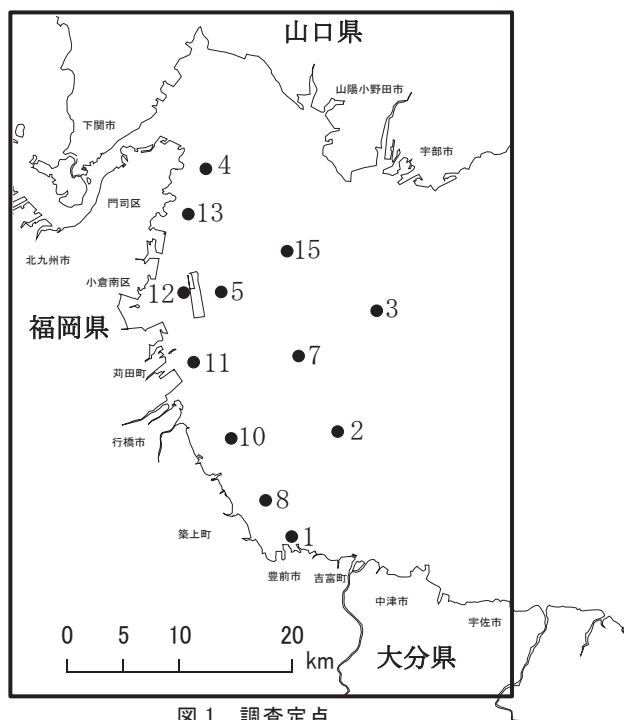 山口県
山陽小野田市
下関市
宇部市
4
門司区
13
北九州市
15
小倉南区
12
5
3
福岡県
7
11
苅田町
2
10
行橋市
8
築上町
1
豊前市
吉富町
中津市
宇佐市
0 5 10 20
km
大分県
図1 調査定点